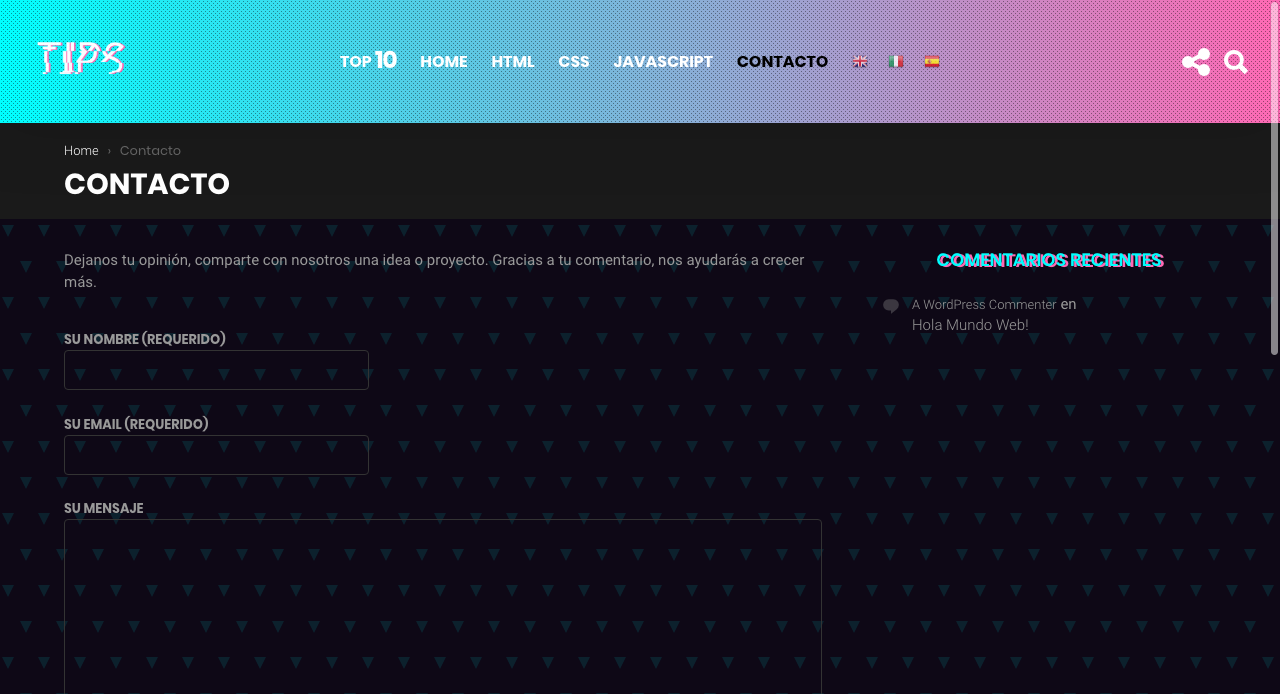 TIPS
TOP 10 HOME HTML CSS JAVASCRIPT CONTACTO
Home › Contacto
CONTACTO
Dejanos tu opinión, comparte con nosotros una idea o proyecto. Gracias a tu comentario, nos ayudarás a crecer
más.
SU NOMBRE (REQUERIDO)
SU EMAIL (REQUERIDO)
SU MENSAJE
COMENTARIOS RECIENTES
A WordPress Commenter en
Hola Mundo Web!